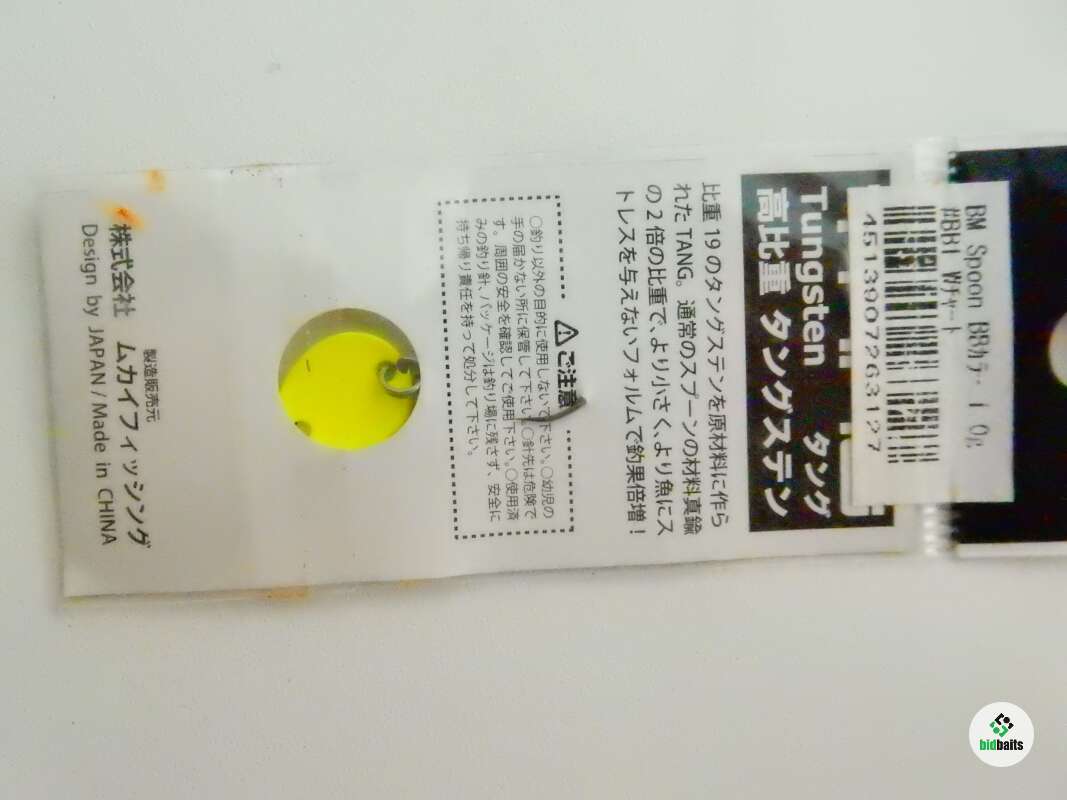 BM Spoon BRカラー 1.0g
#BR1 Wチャート
4513907263127
Tungsten タング
高比重 タングステン
比重19のタングステンを原材料に作ら
れたTANG。通常のスプーンの材料真鍮
の2倍の比重で、より小さく、より魚にス
トレスを与えないフォルムで釣果倍増！
ご注意
○釣り以外の目的に使用しないで下さい。○幼児の
手の届かない所に保管して下さい。○針先は危険で
す。周囲の安全を確認してご使用下さい。○使用済
みの釣り針、パッケージは釣り場に残さず、安全に
持ち帰り責任を持って処分して下さい。
製造販売元
株式会社 ムカイフィッシング
Design by JAPAN / Made in CHINA
bidbaits